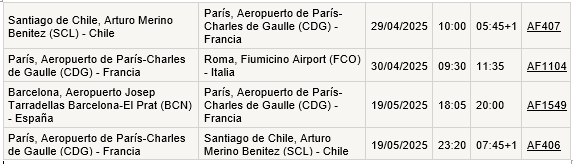 Santiago de Chile, Arturo Merino
Benitez (SCL) - Chile
París, Aeropuerto de París-
Charles de Gaulle (CDG) -
Francia
29/04/2025
10:00
05:45+1
AF407
París, Aeropuerto de París-Charles
de Gaulle (CDG) - Francia
Roma, Fiumicino Airport (FCO)
- Italia
30/04/2025
09:30
11:35
AF1104
Barcelona, Aeropuerto Josep
Tarradellas Barcelona-El Prat (BCN)
- España
París, Aeropuerto de París-
Charles de Gaulle (CDG) -
Francia
19/05/2025
18:05
20:00
AF1549
París, Aeropuerto de París-Charles
de Gaulle (CDG) - Francia
Santiago de Chile, Arturo
Merino Benitez (SCL) - Chile
19/05/2025
23:20
07:45+1
AF406